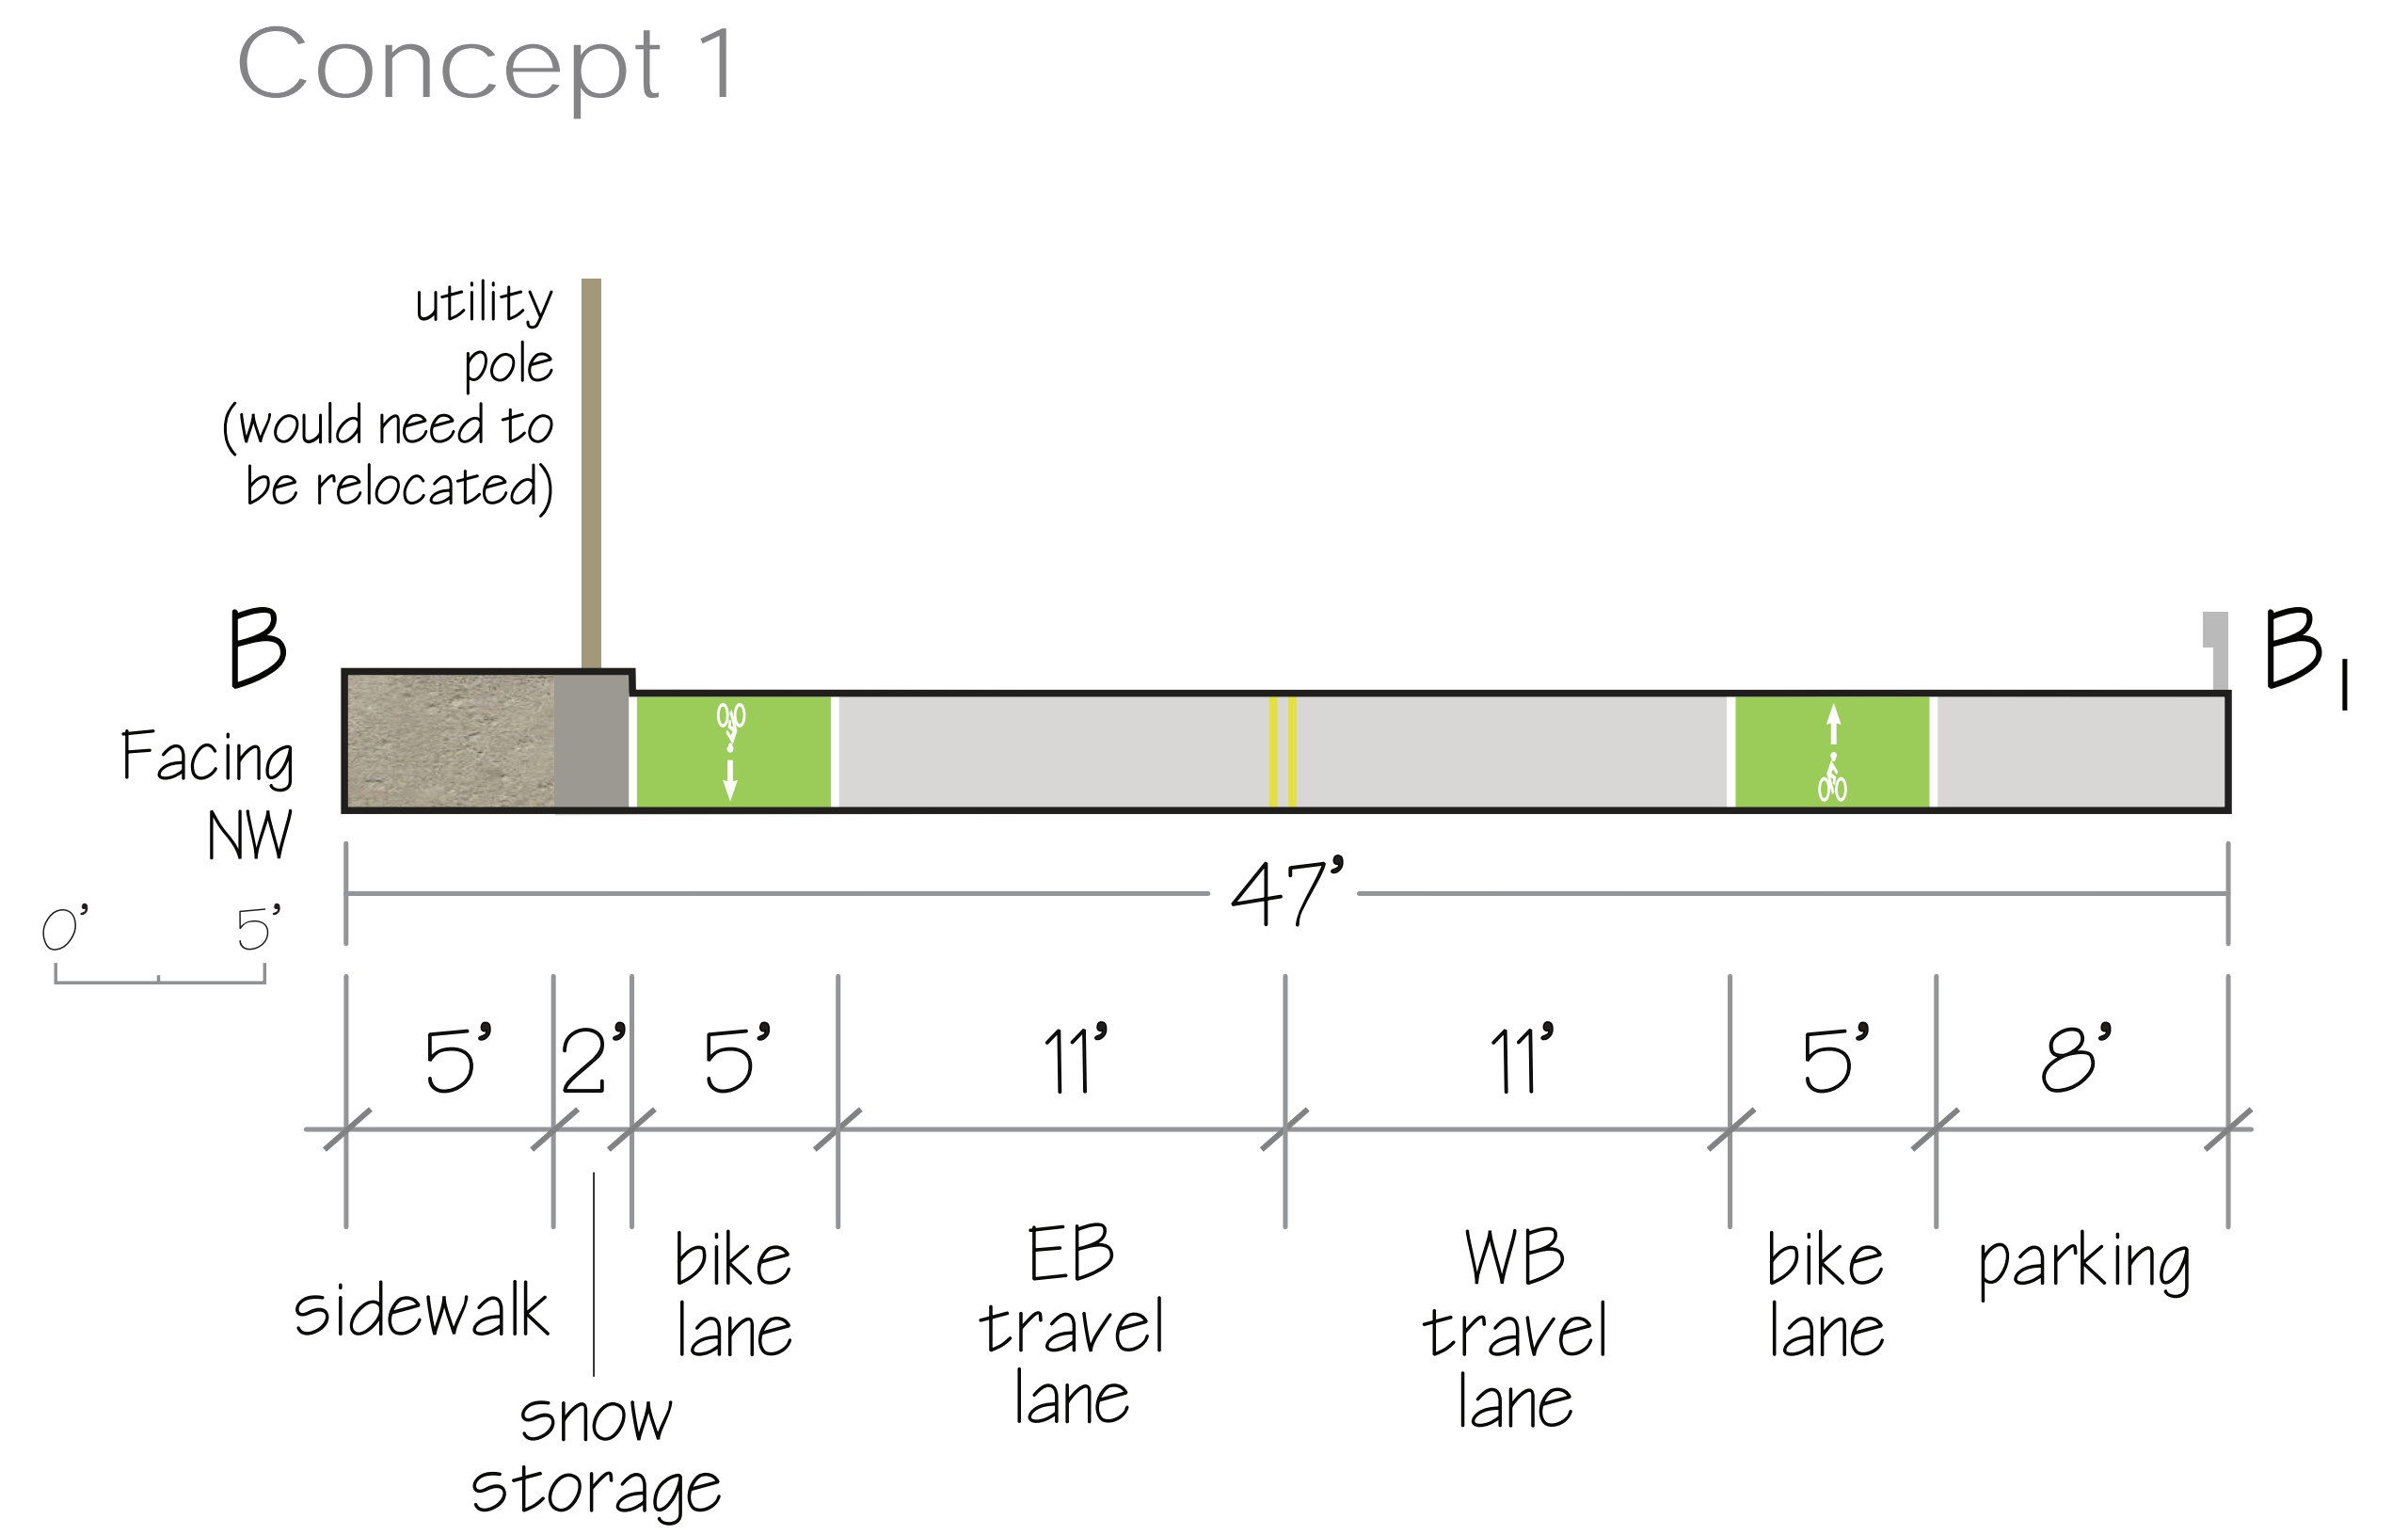 Concept 1
utility
pole
(would need to
be relocated)
B
B1
Facing
NW
47'
0' 5'
5' 2' 5' 11' 11' 5' 8'
sidewalk
snow
storage
bike
lane
EB
travel
lane
WB
travel
lane
bike
lane
parking